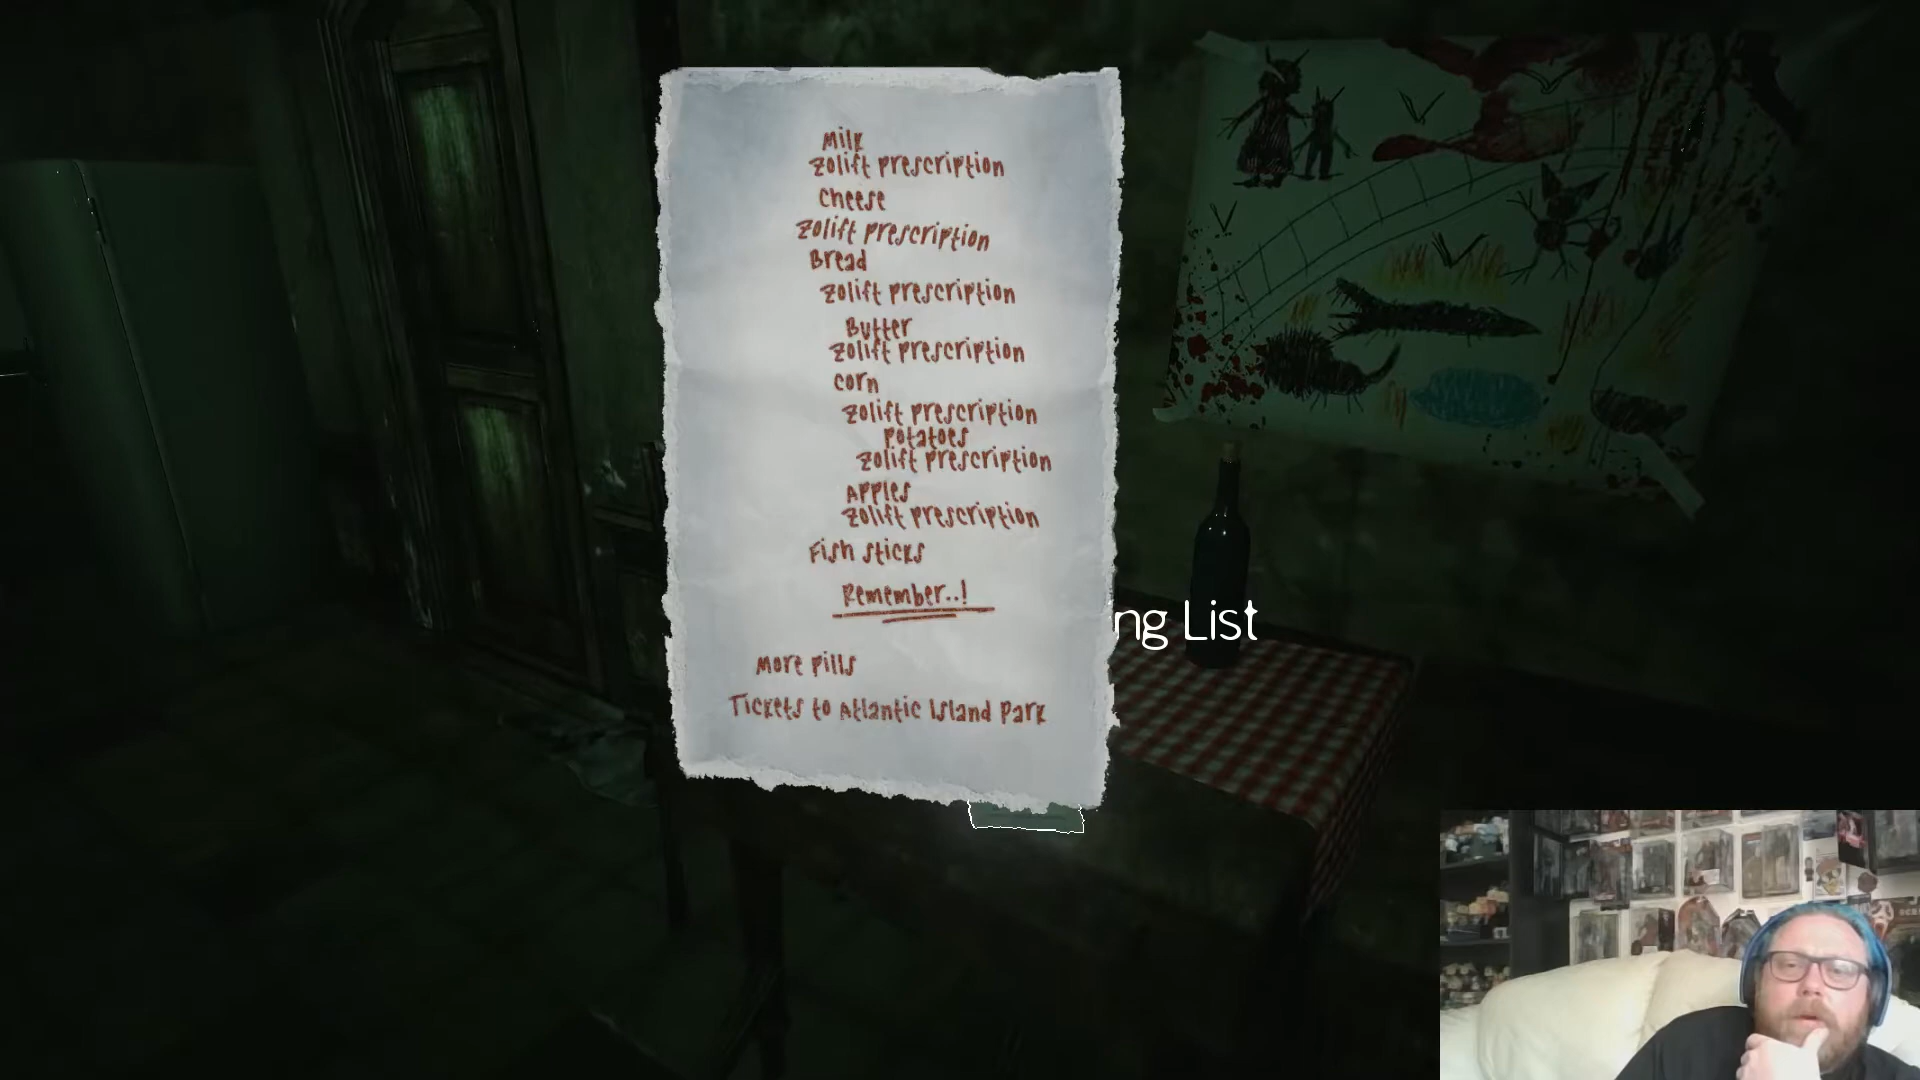 Milk
Zolift prescription
Cheese
Zolift prescription
Bread
Zolift prescription
Butter
Zolift prescription
corn
Zolift prescription
Potatoes
Zolift prescription
Apples
Zolift prescription
Fish sticks
Remember..!
ng List
More pills
Tickets to Atlantic Island Park